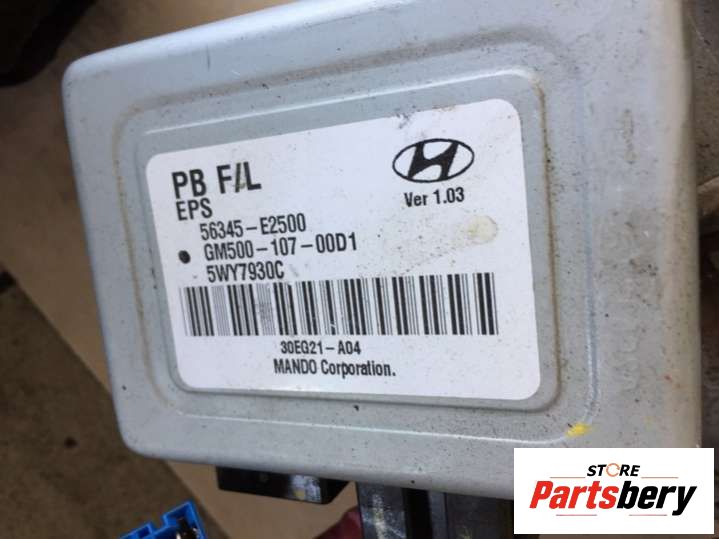 PB F/L
EPS
Ver 1.03
56345-E2500
GM500-107-00D1
5WY7930C
30EG21-A04
MANDO Corporation.
STORE
Partsbery